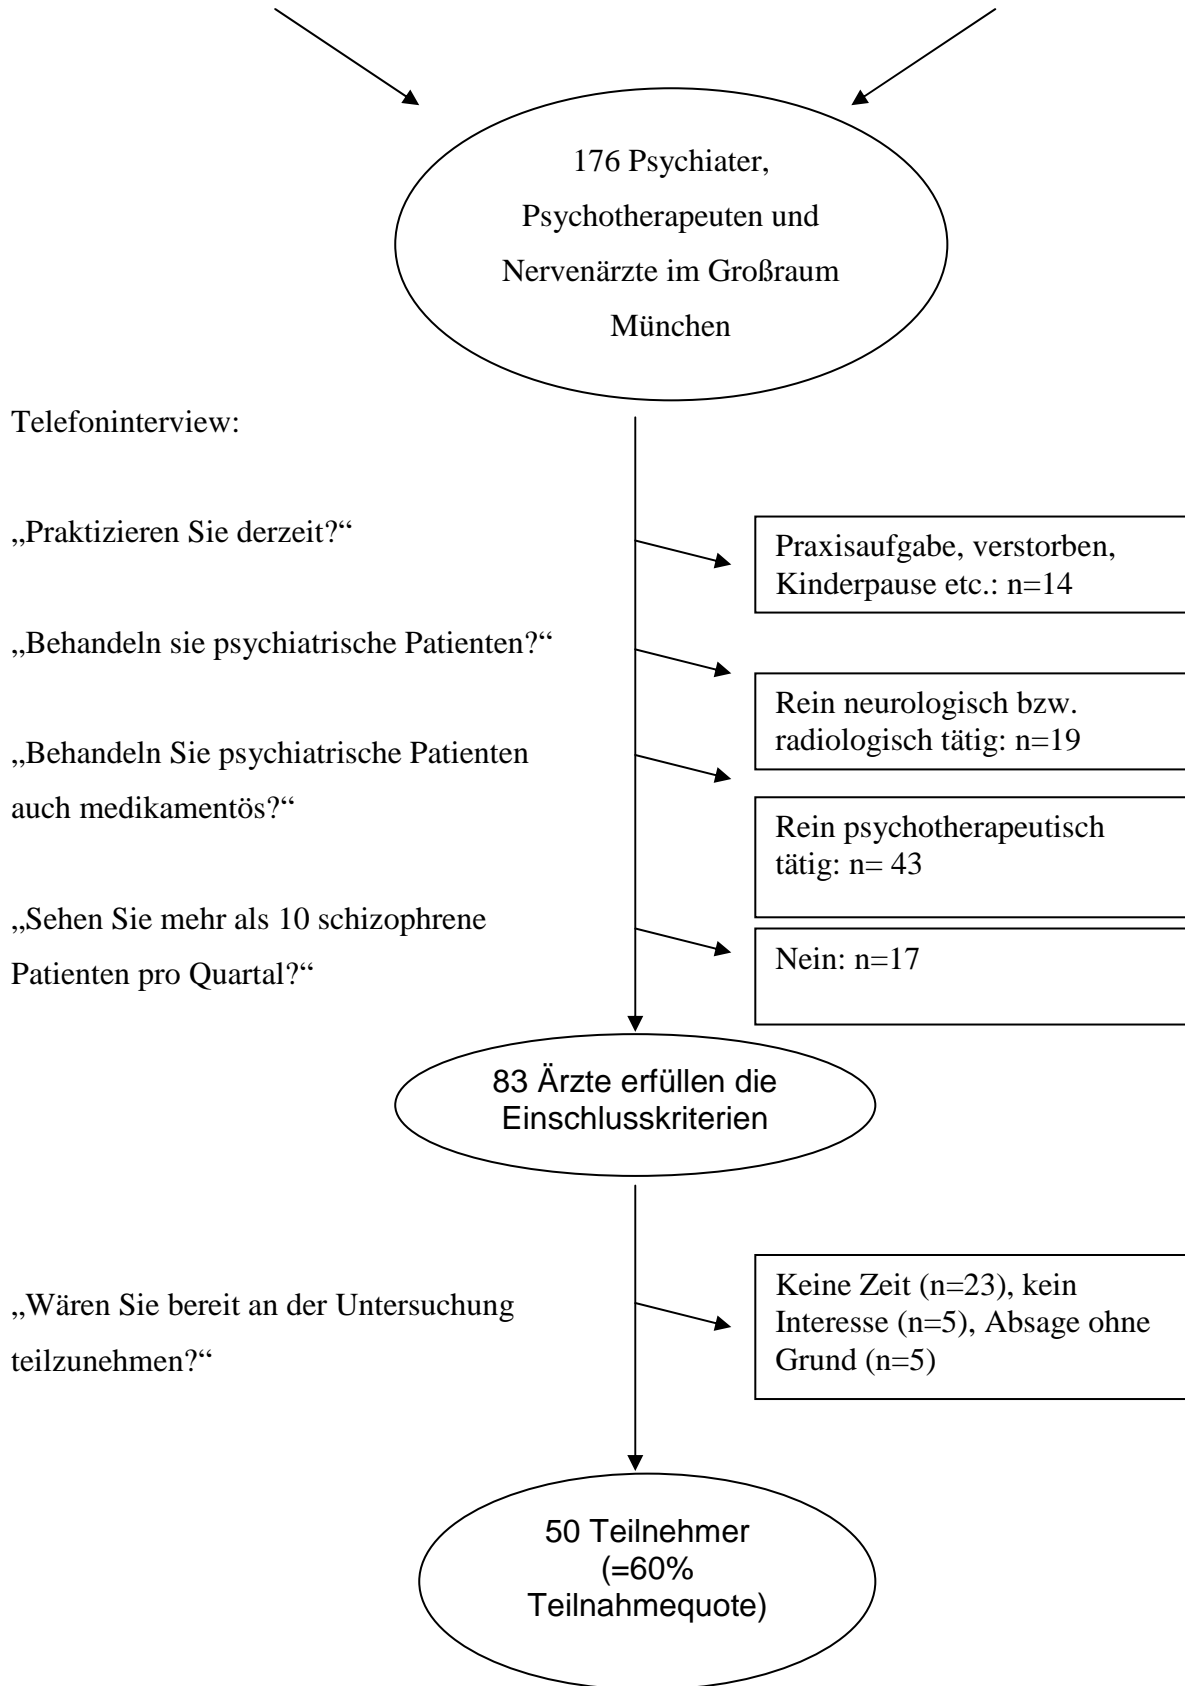 176 Psychiater,
Psychotherapeuten und
Nervenärzte im Großraum
München
Telefoninterview:
„Praktizieren Sie derzeit?“
Praxisaufgabe, verstorben,
Kinderpause etc.: n=14
„Behandeln sie psychiatrische Patienten?“
Rein neurologisch bzw.
radiologisch tätig: n=19
„Behandeln Sie psychiatrische Patienten
auch medikamentös?“
Rein psychotherapeutisch
tätig: n= 43
„Sehen Sie mehr als 10 schizophrene
Patienten pro Quartal?“
Nein: n=17
83 Ärzte erfüllen die
Einschlusskriterien
„Wären Sie bereit an der Untersuchung
teilzunehmen?“
Keine Zeit (n=23), kein
Interesse (n=5), Absage ohne
Grund (n=5)
50 Teilnehmer
(=60%
Teilnahmequote)